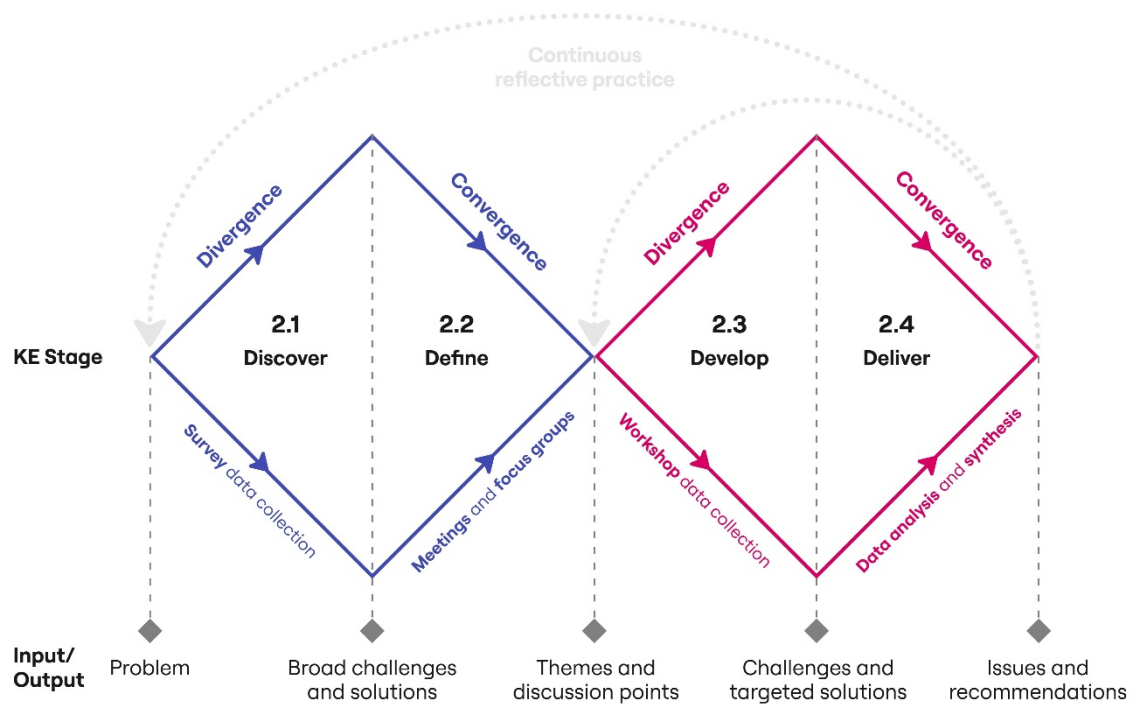 Continuous
reflective practice
Divergence
Convergence
Divergence
Convergence
KE Stage
2.1
Discover
2.2
Define
2.3
Develop
2.4
Deliver
Survey data collection
Meetings and focus groups
Workshop data collection
Data analysis and synthesis
Input/
Output
Problem
Broad challenges
and solutions
Themes and
discussion points
Challenges and
targeted solutions
Issues and
recommendations